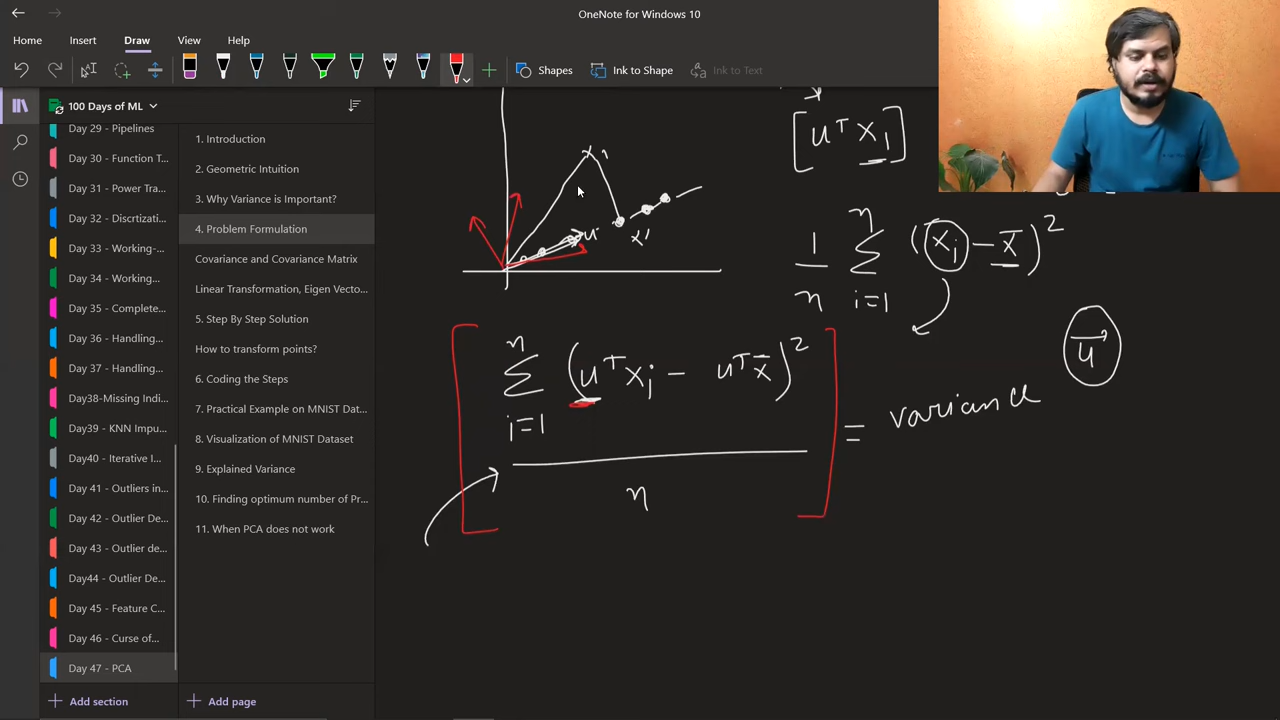 OneNote for Windows 10
Home Insert Draw View Help
Shapes Ink to Shape Ink to Text
100 Days of ML
Day 29 - Pipelines
Day 30 - Function T...
Day 31 - Power Tra...
Day 32 - Discrtizati...
Day 33 - Working-...
Day 34 - Working...
Day 35 - Complete...
Day 36 - Handling...
Day 37 - Handling...
Day38-Missing Indi...
Day39 - KNN Impu...
Day40 - Iterative I...
Day 41 - Outliers in...
Day 42 - Outlier De...
Day 43 - Outlier de...
Day44 - Outlier De...
Day 45 - Feature C...
Day 46 - Curse of...
Day 47 - PCA
Add section
1. Introduction
2. Geometric Intuition
3. Why Variance is Important?
4. Problem Formulation
Covariance and Covariance Matrix
Linear Transformation, Eigen Vecto...
5. Step By Step Solution
How to transform points?
6. Coding the Steps
7. Practical Example on MNIST Dat...
8. Visualization of MNIST Dataset
9. Explained Variance
10. Finding optimum number of Pr...
11. When PCA does not work
Add page
[uᵀ x₁]
x₁
u
x'
1/n Σ i=1 n (xᵢ - x̄)²
[Σ i=1 n (uᵀxᵢ - uᵀx̄)² / n] = variance
u⃗